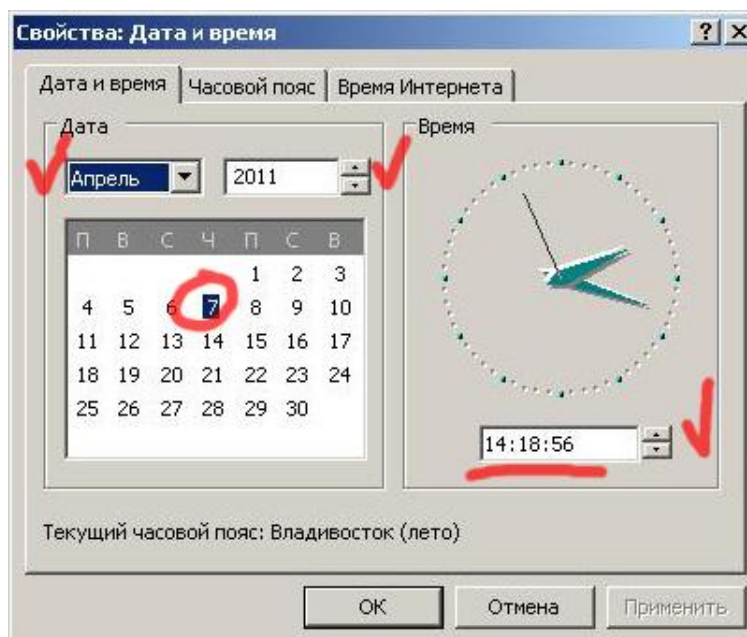 Свойства: Дата и время
Дата и время Часовой пояс Время Интернета
Дата
Апрель 2011
П В С Ч П С В
1 2 3
4 5 6 7 8 9 10
11 12 13 14 15 16 17
18 19 20 21 22 23 24
25 26 27 28 29 30
Время
14:18:56
Текущий часовой пояс: Владивосток (лето)
ОК Отмена Применить